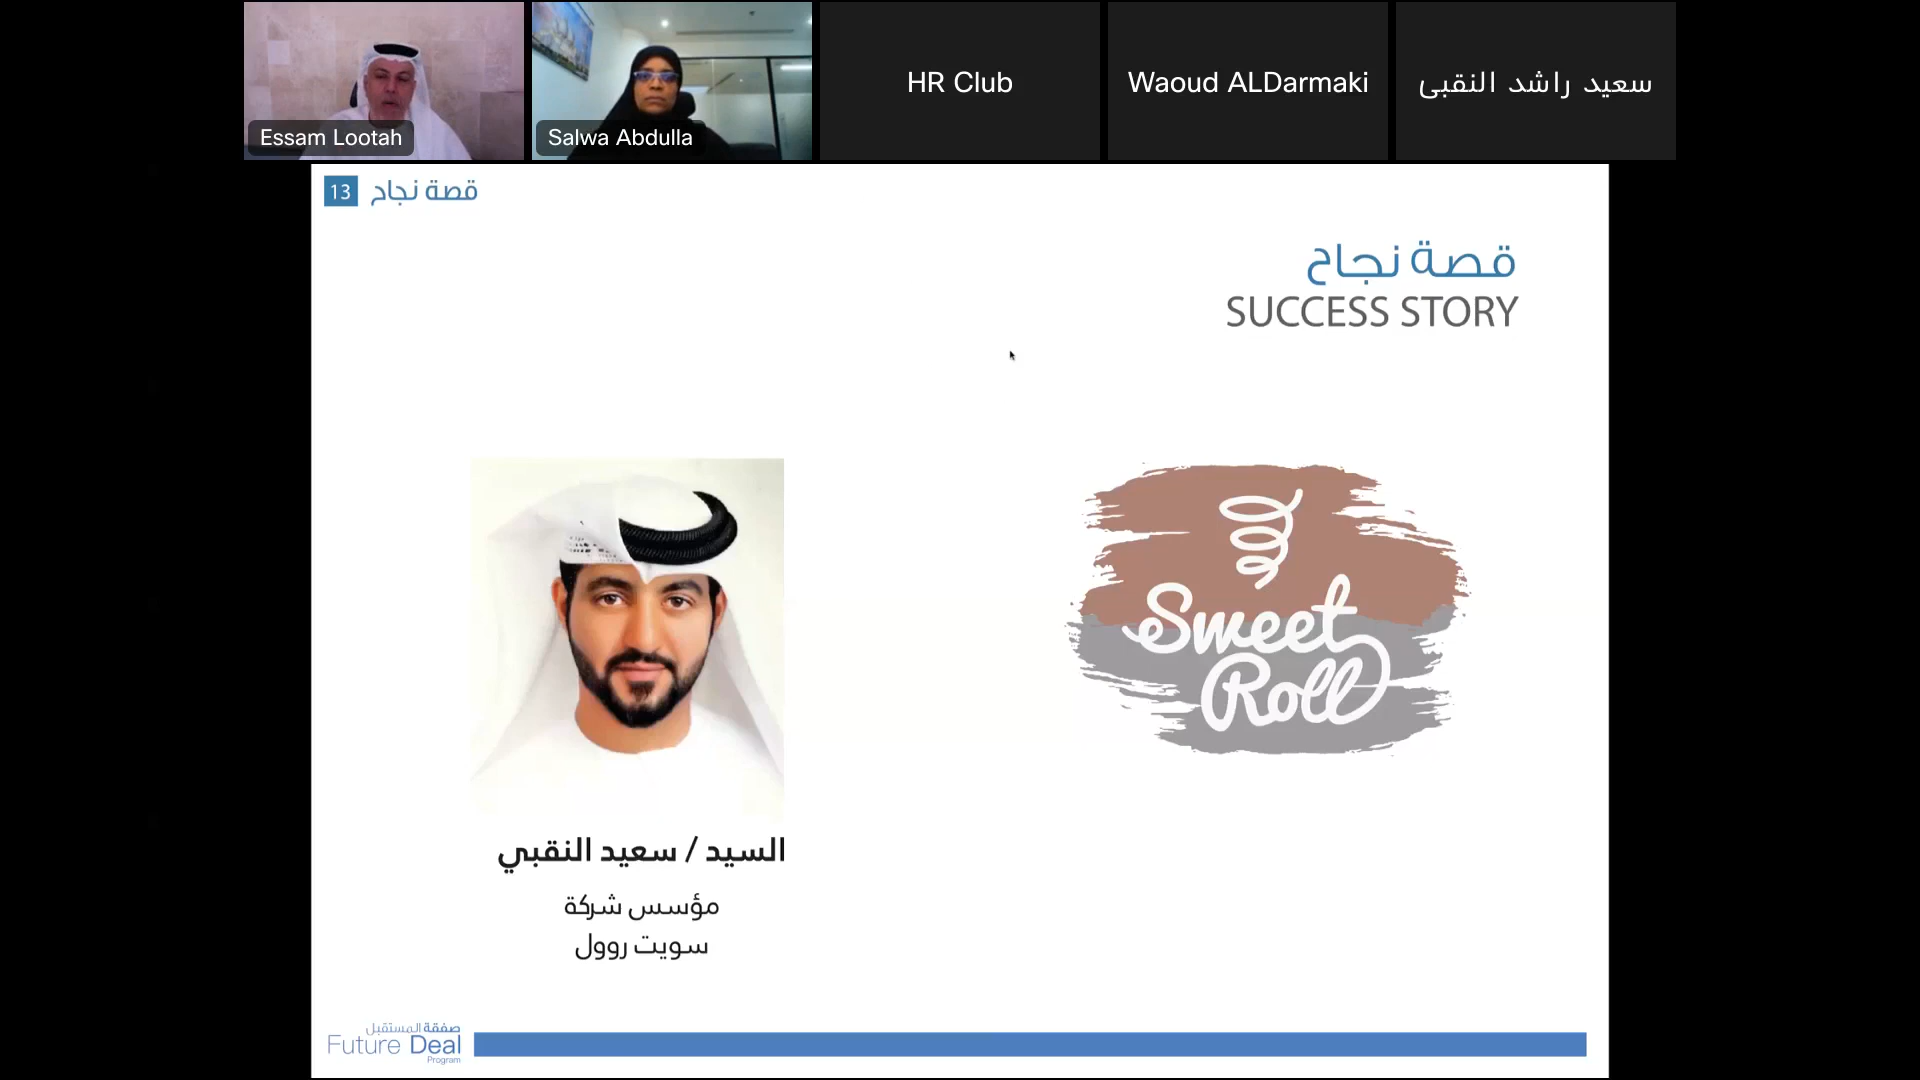 Essam Lootah
Salwa Abdulla
HR Club
Waoud ALDarmaki
سعيد راشد النقبى
13 قصة نجاح
قصة نجاح
SUCCESS STORY
Sweet
Roll
السيد / سعيد النقبي
مؤسس شركة
سويت روول
صفقة المستقبل
Future Deal
Program